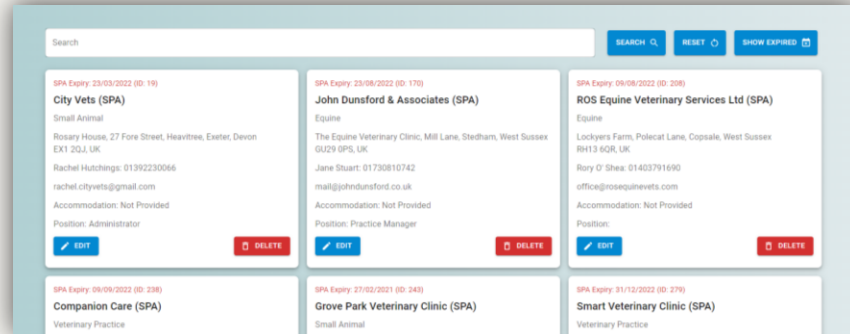 Search
SEARCH
RESET
SHOW EXPIRED
SPA Expiry: 23/03/2022 (ID: 19)
City Vets (SPA)
Small Animal
Rosary House, 27 Fore Street, Heavitree, Exeter, Devon
EX1 2QJ, UK
Rachel Hutchings: 01392230066
rachel.cityvets@gmail.com
Accommodation: Not Provided
Position: Administrator
EDIT
DELETE
SPA Expiry: 23/08/2022 (ID: 170)
John Dunsford & Associates (SPA)
Equine
The Equine Veterinary Clinic, Mill Lane, Stedham, West Sussex
GU29 0PS, UK
Jane Stuart: 01730810742
mail@johndunsford.co.uk
Accommodation: Not Provided
Position: Practice Manager
EDIT
DELETE
SPA Expiry: 09/08/2022 (ID: 208)
ROS Equine Veterinary Services Ltd (SPA)
Equine
Lockyers Farm, Polecat Lane, Copsale, West Sussex
RH13 6QR, UK
Rory O' Shea: 01403791690
office@rosequinevets.com
Accommodation: Not Provided
Position:
EDIT
DELETE
SPA Expiry: 09/09/2022 (ID: 238)
Companion Care (SPA)
Veterinary Practice
SPA Expiry: 27/02/2021 (ID: 243)
Grove Park Veterinary Clinic (SPA)
Small Animal
SPA Expiry: 31/12/2022 (ID: 279)
Smart Veterinary Clinic (SPA)
Veterinary Practice